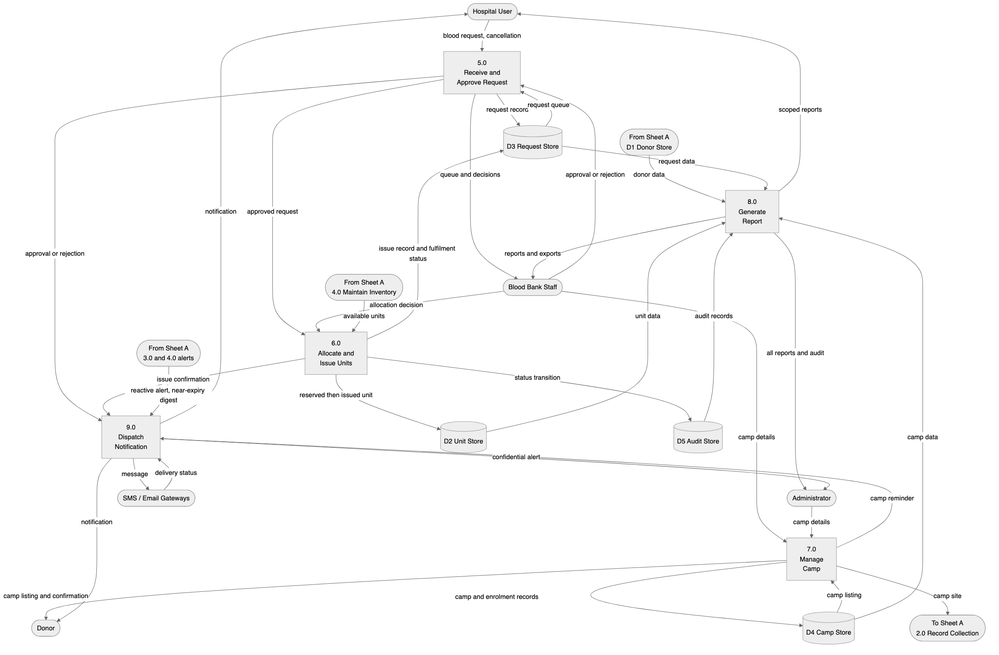 Hospital User
blood request, cancellation
5.0
Receive and
Approve Request
request queue
request record
scoped reports
From Sheet A
D1 Donor Store
D3 Request Store
request data
queue and decisions
approval or rejection
donor data
8.0
Generate
Report
notification
approved request
issue record and fulfilment
status
approval or rejection
reports and exports
From Sheet A
4.0 Maintain Inventory
Blood Bank Staff
allocation decision
available units
unit data
audit records
6.0
Allocate and
Issue Units
From Sheet A
3.0 and 4.0 alerts
all reports and audit
issue confirmation
status transition
reactive alert, near-expiry
digest
reserved then issued unit
9.0
Dispatch
Notification
D2 Unit Store
D5 Audit Store
camp details
camp data
confidential alert
message
delivery status
SMS / Email Gateways
Administrator
camp reminder
notification
camp details
7.0
Manage
Camp
camp listing and confirmation
camp and enrolment records
camp listing
camp site
Donor
D4 Camp Store
To Sheet A
2.0 Record Collection